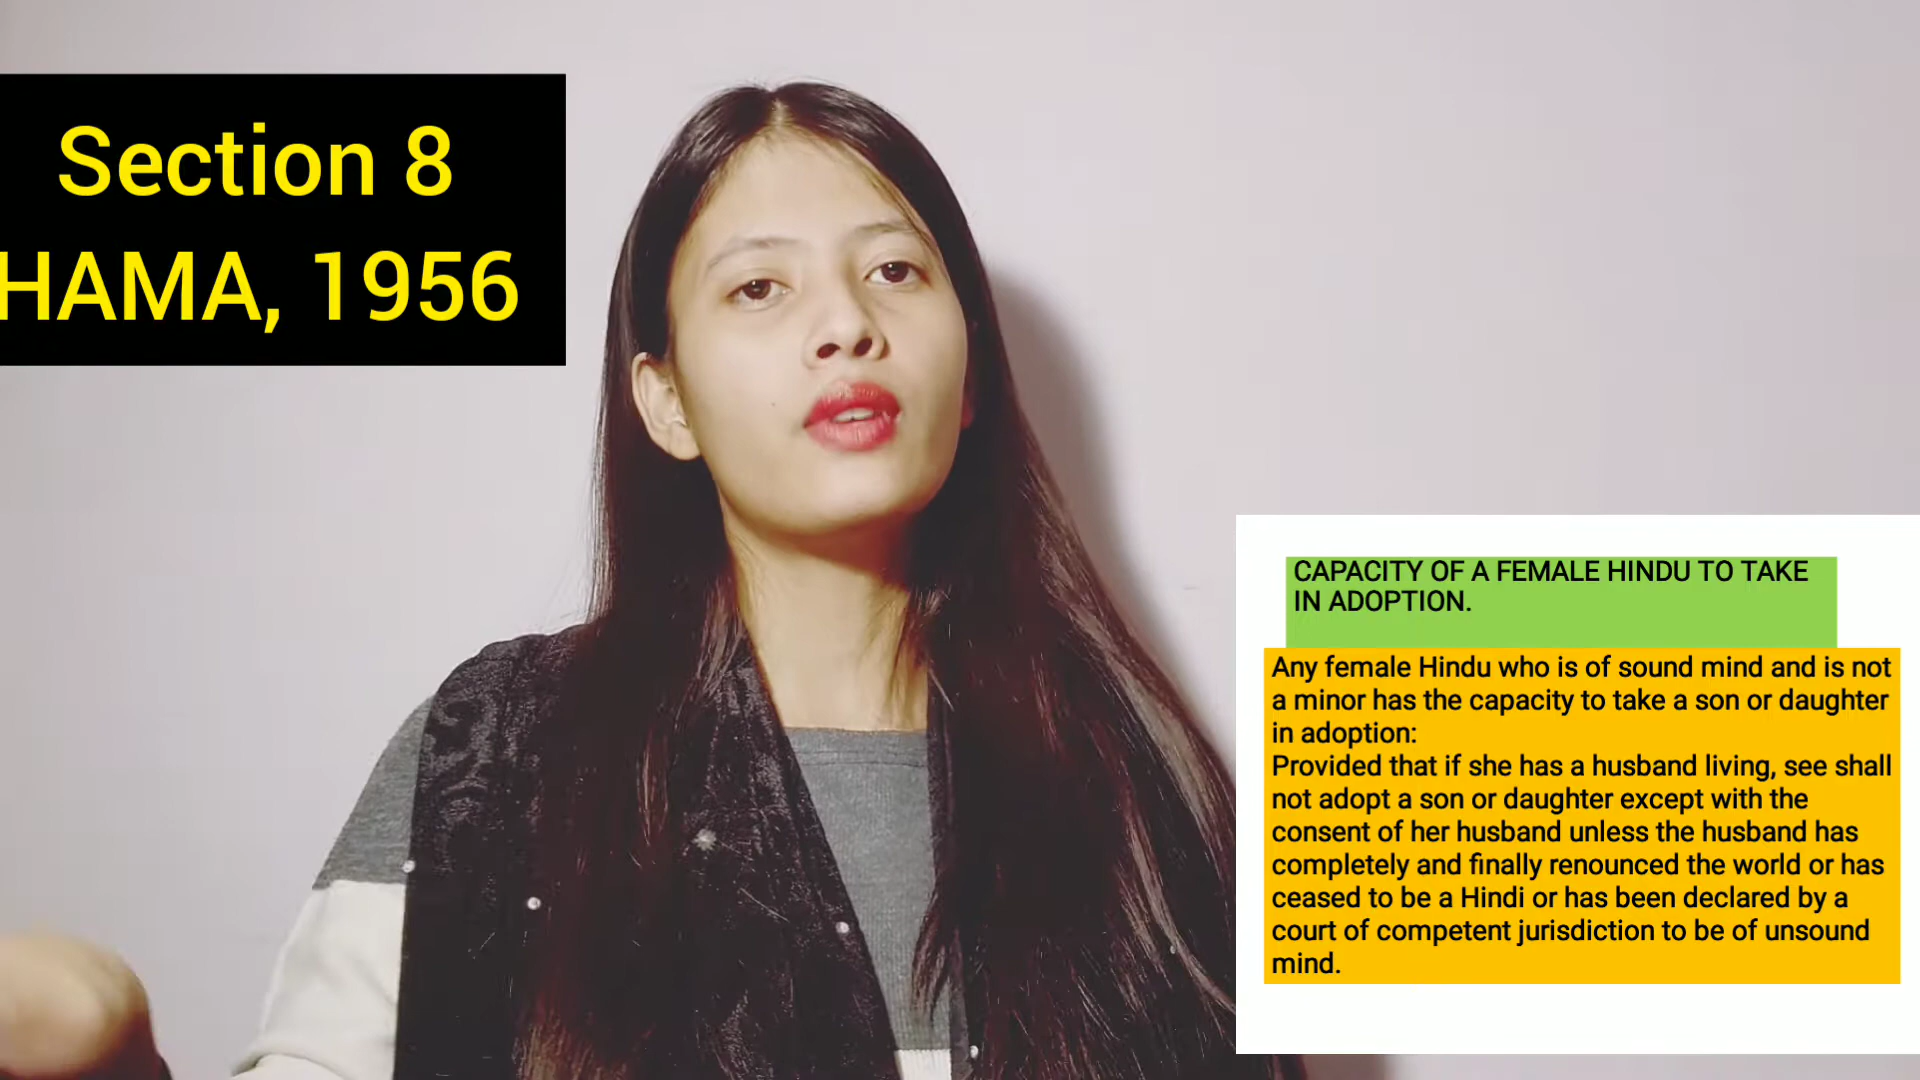 Section 8
HAMA, 1956
CAPACITY OF A FEMALE HINDU TO TAKE
IN ADOPTION.
Any female Hindu who is of sound mind and is not
a minor has the capacity to take a son or daughter
in adoption:
Provided that if she has a husband living, see shall
not adopt a son or daughter except with the
consent of her husband unless the husband has
completely and finally renounced the world or has
ceased to be a Hindi or has been declared by a
court of competent jurisdiction to be of unsound
mind.